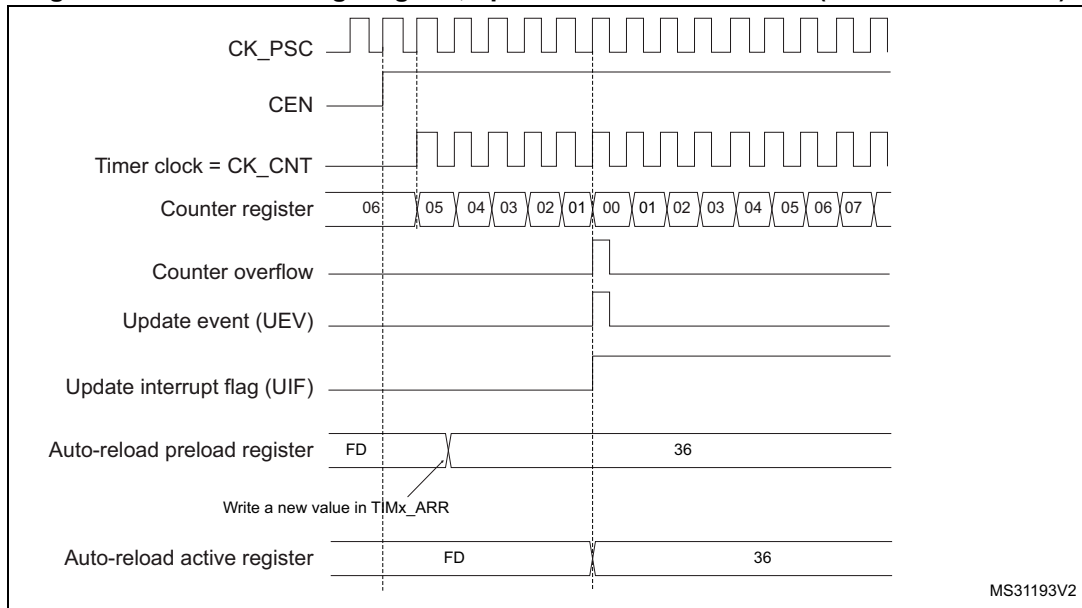 CK_PSC
CEN
Timer clock = CK_CNT
Counter register 06 05 04 03 02 01 00 01 02 03 04 05 06 07
Counter overflow
Update event (UEV)
Update interrupt flag (UIF)
Auto-reload preload register FD 36
Write a new value in TIMx_ARR
Auto-reload active register FD 36
MS31193V2